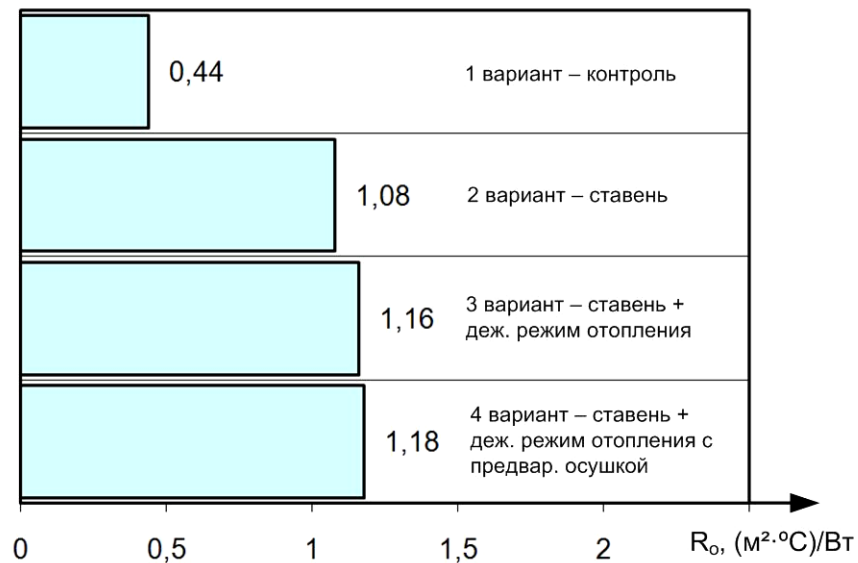 0,44
1 вариант – контроль
1,08
2 вариант – ставень
1,16
3 вариант – ставень +
деж. режим отопления
1,18
4 вариант – ставень +
деж. режим отопления с
предвар. осушкой
0 0,5 1 1,5 2 Rₒ, (м²·ºС)/Вт